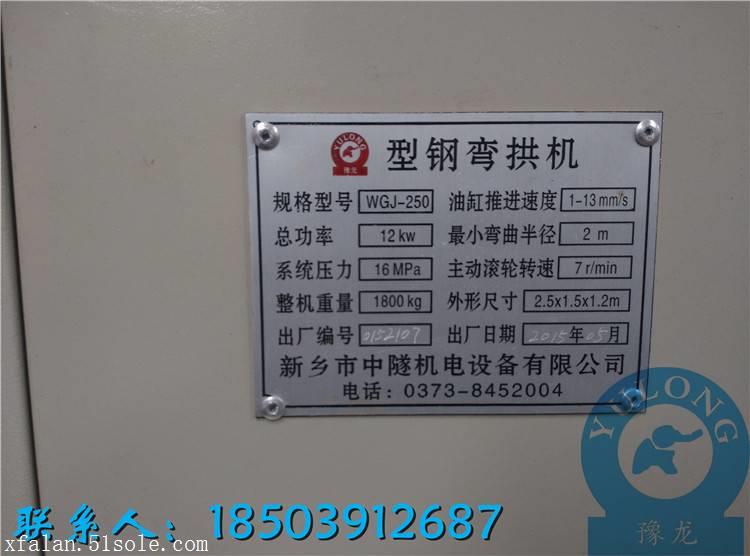 YULONG
豫龙
型钢弯拱机
规格型号 WGJ-250 油缸推进速度 1-13mm/s
总功率 12kw 最小弯曲半径 2 m
系统压力 16MPa 主动滚轮转速 7r/min
整机重量 1800kg 外形尺寸 2.5x1.5x1.2m
出厂编号 0152107 出厂日期 2015年05月
新乡市中隧机电设备有限公司
电话：0373-8452004
YULONG
豫龙
联系人：18503912687
xfalan.51sole.com